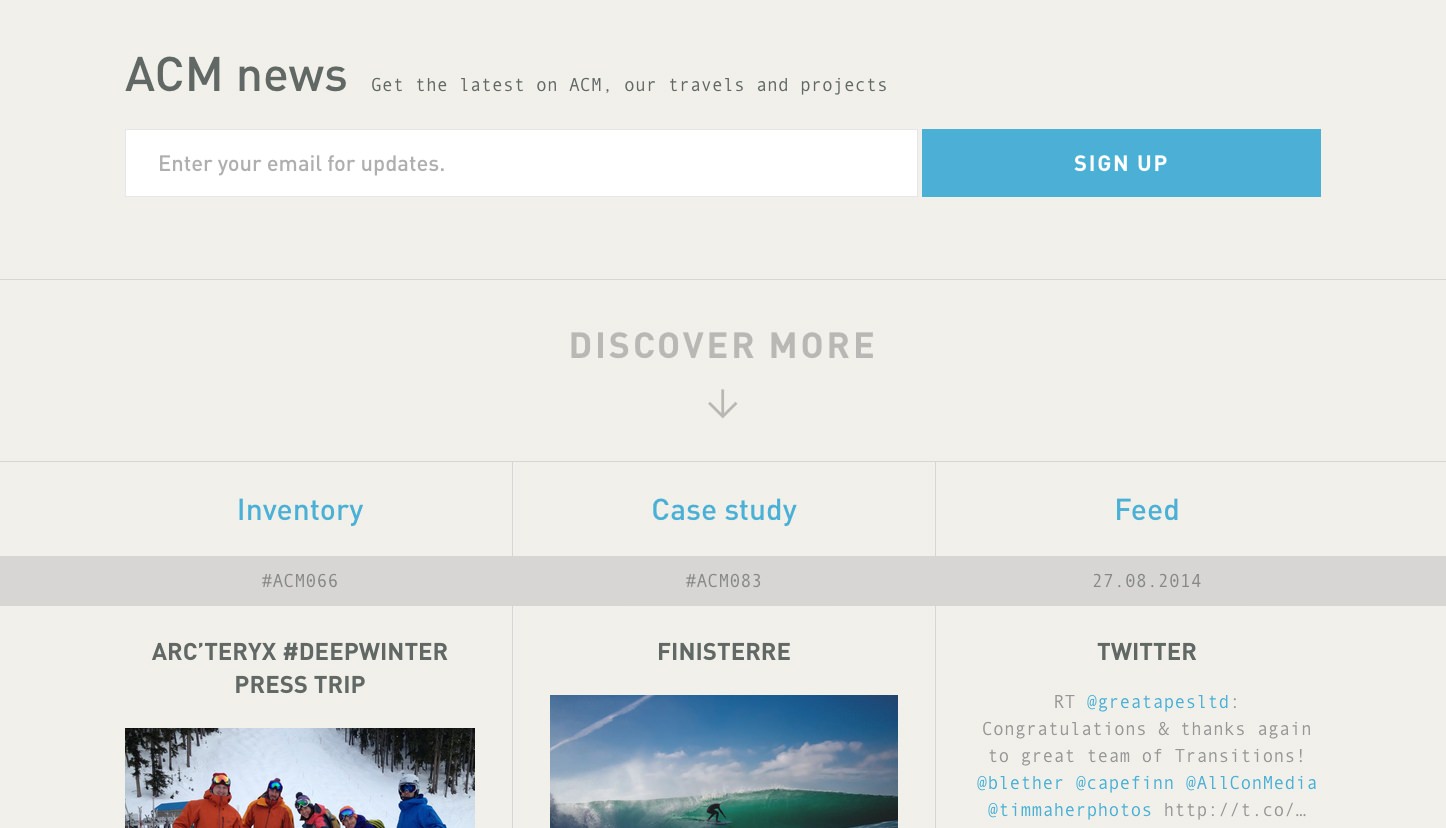 ACM news Get the latest on ACM, our travels and projects
Enter your email for updates. SIGN UP
DISCOVER MORE
Inventory
Case study
Feed
#ACM066
#ACM083
27.08.2014
ARC’TERYX #DEEPWINTER
PRESS TRIP
FINISTERRE
TWITTER
RT @greatapesltd:
Congratulations & thanks again
to great team of Transitions!
@blether @capefinn @AllConMedia
@timmaherphotos http://t.co/…